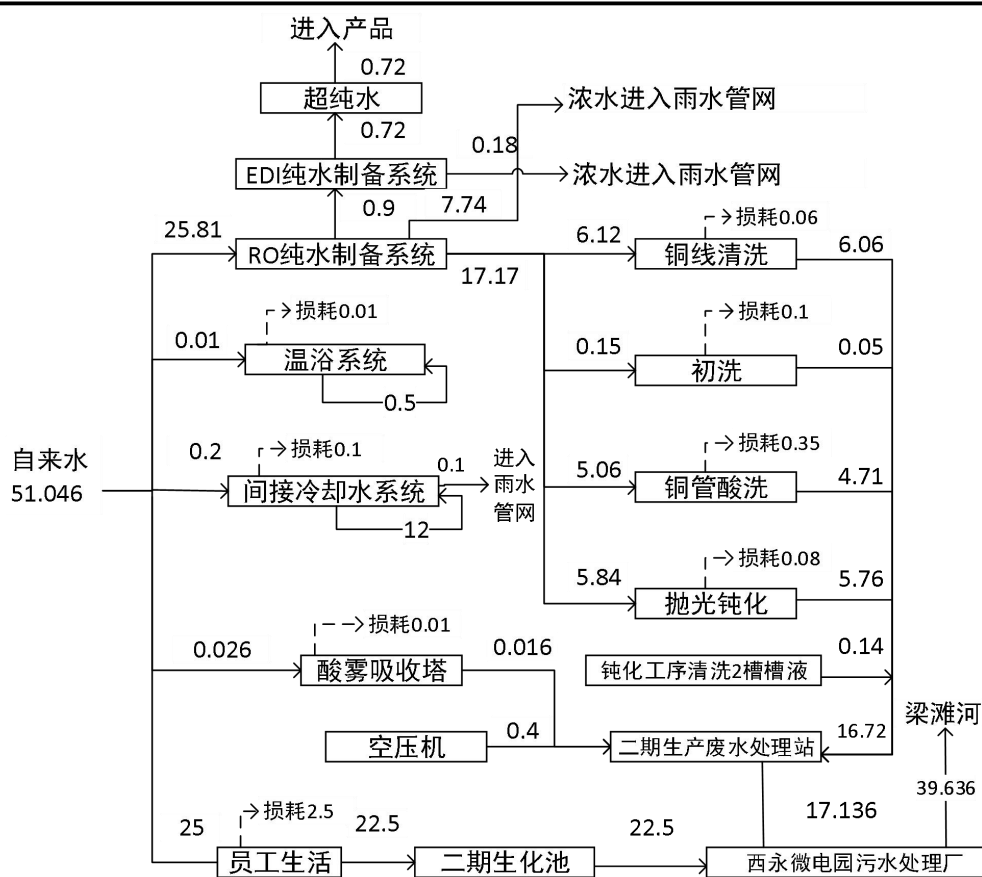 进入产品
0.72
超纯水
0.72
浓水进入雨水管网
0.18
EDI纯水制备系统
浓水进入雨水管网
0.9
7.74
25.81
RO纯水制备系统
17.17
6.12
损耗0.06
铜线清洗
6.06
0.01
损耗0.01
温浴系统
0.5
0.15
损耗0.1
初洗
0.05
自来水
51.046
0.2
损耗0.1
间接冷却水系统
0.1
12
进入
雨水
管网
5.06
损耗0.35
铜管酸洗
4.71
5.84
损耗0.08
抛光钝化
5.76
0.026
损耗0.01
酸雾吸收塔
0.016
钝化工序清洗2槽槽液
0.14
空压机
0.4
二期生产废水处理站
16.72
梁滩河
39.636
17.136
25
损耗2.5
员工生活
22.5
二期生化池
22.5
西永微电园污水处理厂